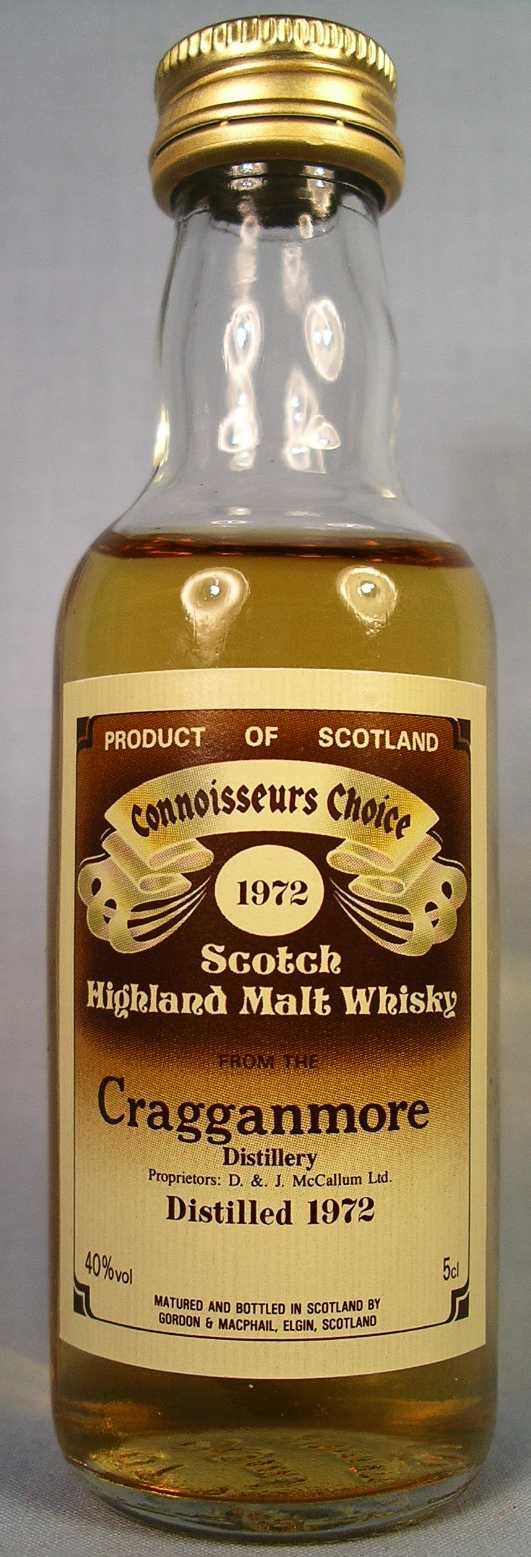 PRODUCT OF SCOTLAND
Connoisseurs Choice
1972
Scotch
Highland Malt Whisky
FROM THE
Cragganmore
Distillery
Proprietors: D. &. J. McCallum Ltd.
Distilled 1972
40%vol 5cl
MATURED AND BOTTLED IN SCOTLAND BY
GORDON & MACPHAIL, ELGIN, SCOTLAND